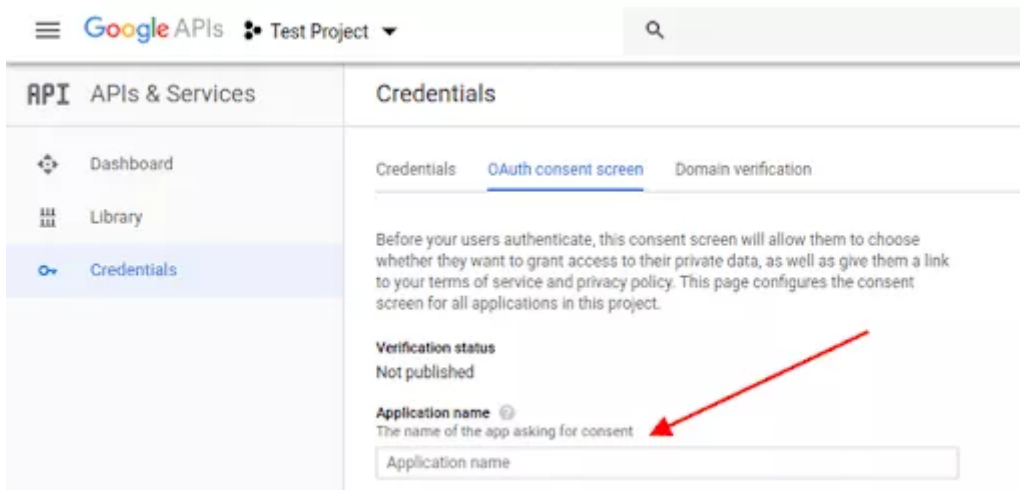 Google APIs Test Project
API APIs & Services
Credentials
Dashboard
Library
Credentials
Credentials OAuth consent screen Domain verification
Before your users authenticate, this consent screen will allow them to choose
whether they want to grant access to their private data, as well as give them a link
to your terms of service and privacy policy. This page configures the consent
screen for all applications in this project.
Verification status
Not published
Application name ?
The name of the app asking for consent
Application name